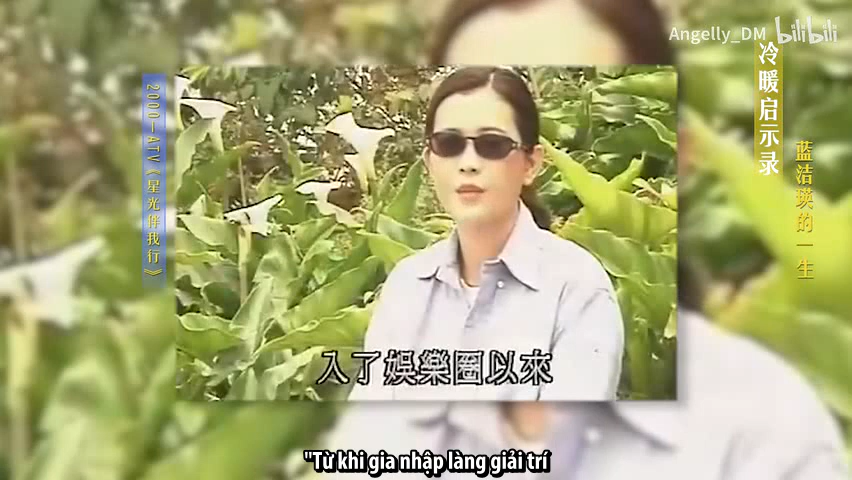 Angelly_DM bilibili
冷暖启示录
蓝洁瑛的一生
2000—ATV《星光伴我行》
入了娛樂圈以來
"Từ khi gia nhập làng giải trí